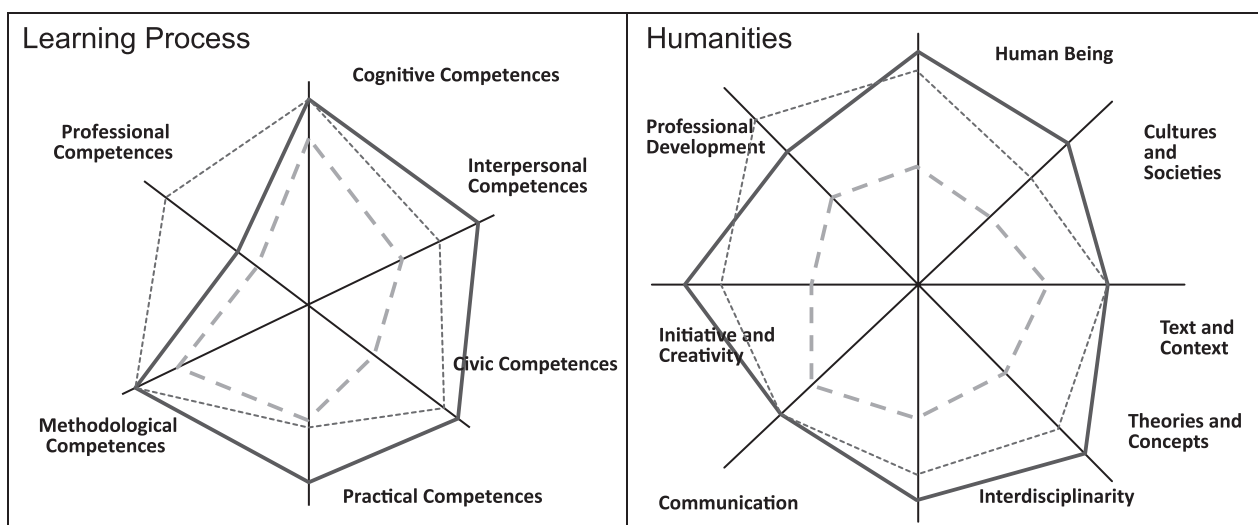 Learning Process
Cognitive Competences
Professional
Competences
Interpersonal
Competences
Civic Competences
Methodological
Competences
Practical Competences
Humanities
Human Being
Professional
Development
Cultures
and
Societies
Initiative and
Creativity
Text and
Context
Theories and
Concepts
Communication
Interdisciplinarity